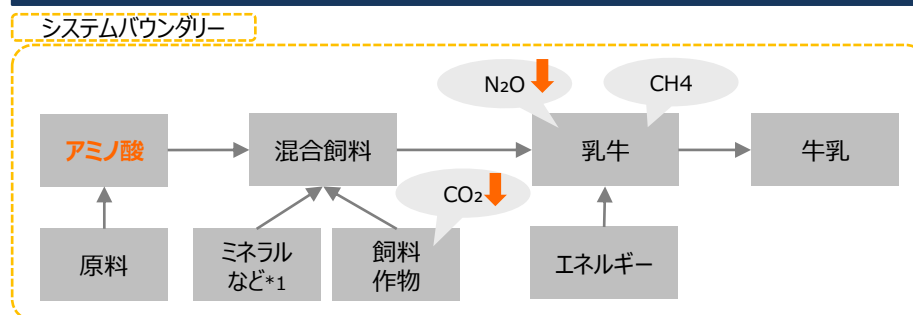 システムバウンダリー
N₂O
CH4
アミノ酸
混合飼料
乳牛
牛乳
CO₂
原料
ミネラル
など*1
飼料
作物
エネルギー